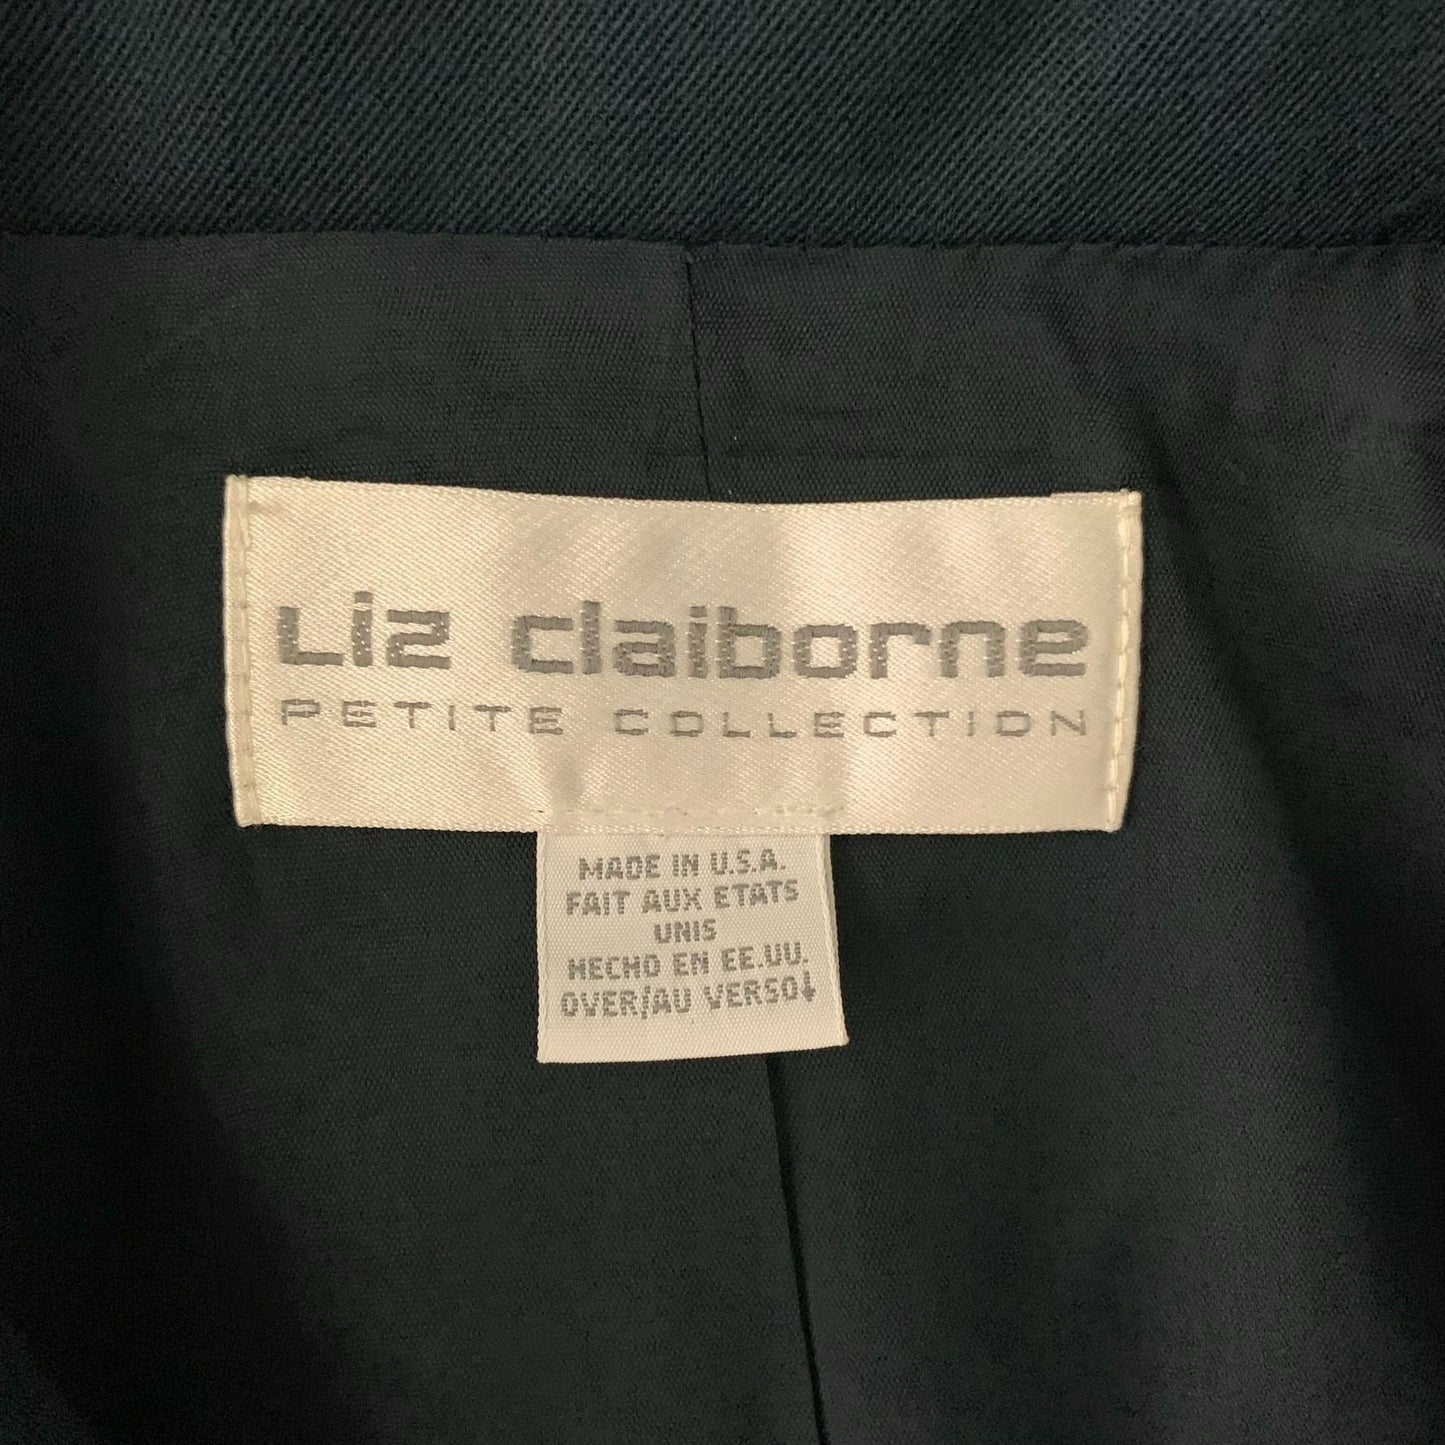 Liz claiborne
PETITE COLLECTION
MADE IN U.S.A.
FAIT AUX ETATS
UNIS
HECHO EN EE.UU.
OVER/AU VERSO↓